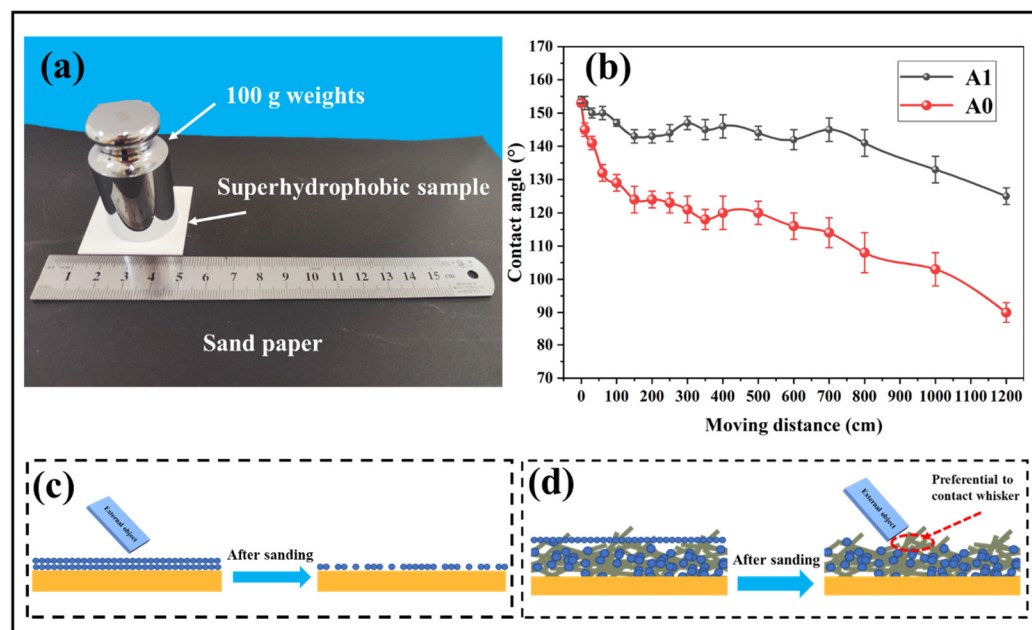 (a)
100 g weights
Superhydrophobic sample
1 2 3 4 5 6 7 8 9 10 11 12 13 14 15 cm
Sand paper
(b)
A1
A0
170
160
150
140
130
120
110
100
90
80
70
Contact angle (°)
0 100 200 300 400 500 600 700 800 900 1000 1100 1200
Moving distance (cm)
(c)
External object
After sanding
(d)
After sanding
External object
Preferential to
contact whisker